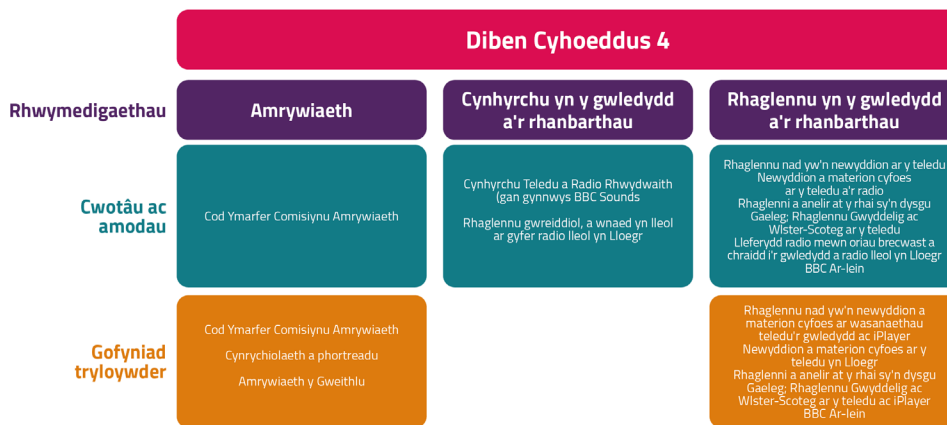 Diben Cyhoeddus 4
Rhwymedigaethau
Amrywiaeth
Cynhyrchu yn y gwledydd
a'r rhanbarthau
Rhaglennu yn y gwledydd
a'r rhanbarthau
Cwotâu ac
amodau
Cod Ymarfer Comisiynu Amrywiaeth
Cynhyrchu Teledu a Radio Rhwydwaith
(gan gynnwys BBC Sounds
Rhaglennu gwreiddiol, a wnaed yn lleol
ar gyfer radio lleol yn Lloegr
Rhaglennu nad yw'n newyddion ar y teledu
Newyddion a materion cyfoes
ar y teledu a'r radio
Rhaglenni a anelir at y rhai sy'n dysgu
Gaeleg; Rhaglennu Gwyddelig ac
Wlster-Scoteg ar y teledu
Lleferydd radio mewn oriau brecwast a
chraidd i'r gwledydd a radio lleol yn Lloegr
BBC Ar-lein
Gofyniad
tryloywder
Cod Ymarfer Comisiynu Amrywiaeth
Cynrychiolaeth a phortreadu
Amrywiaeth y Gweithlu
Rhaglennu nad yw'n newyddion a
materion cyfoes ar wasanaethau
teledu'r gwledydd ac iPlayer
Newyddion a materion cyfoes ar y
teledu yn Lloegr
Rhaglenni a anelir at y rhai sy'n dysgu
Gaeleg; Rhaglennu Gwyddelig ac
Wlster-Scoteg ar y teledu ac iPlayer
BBC Ar-lein